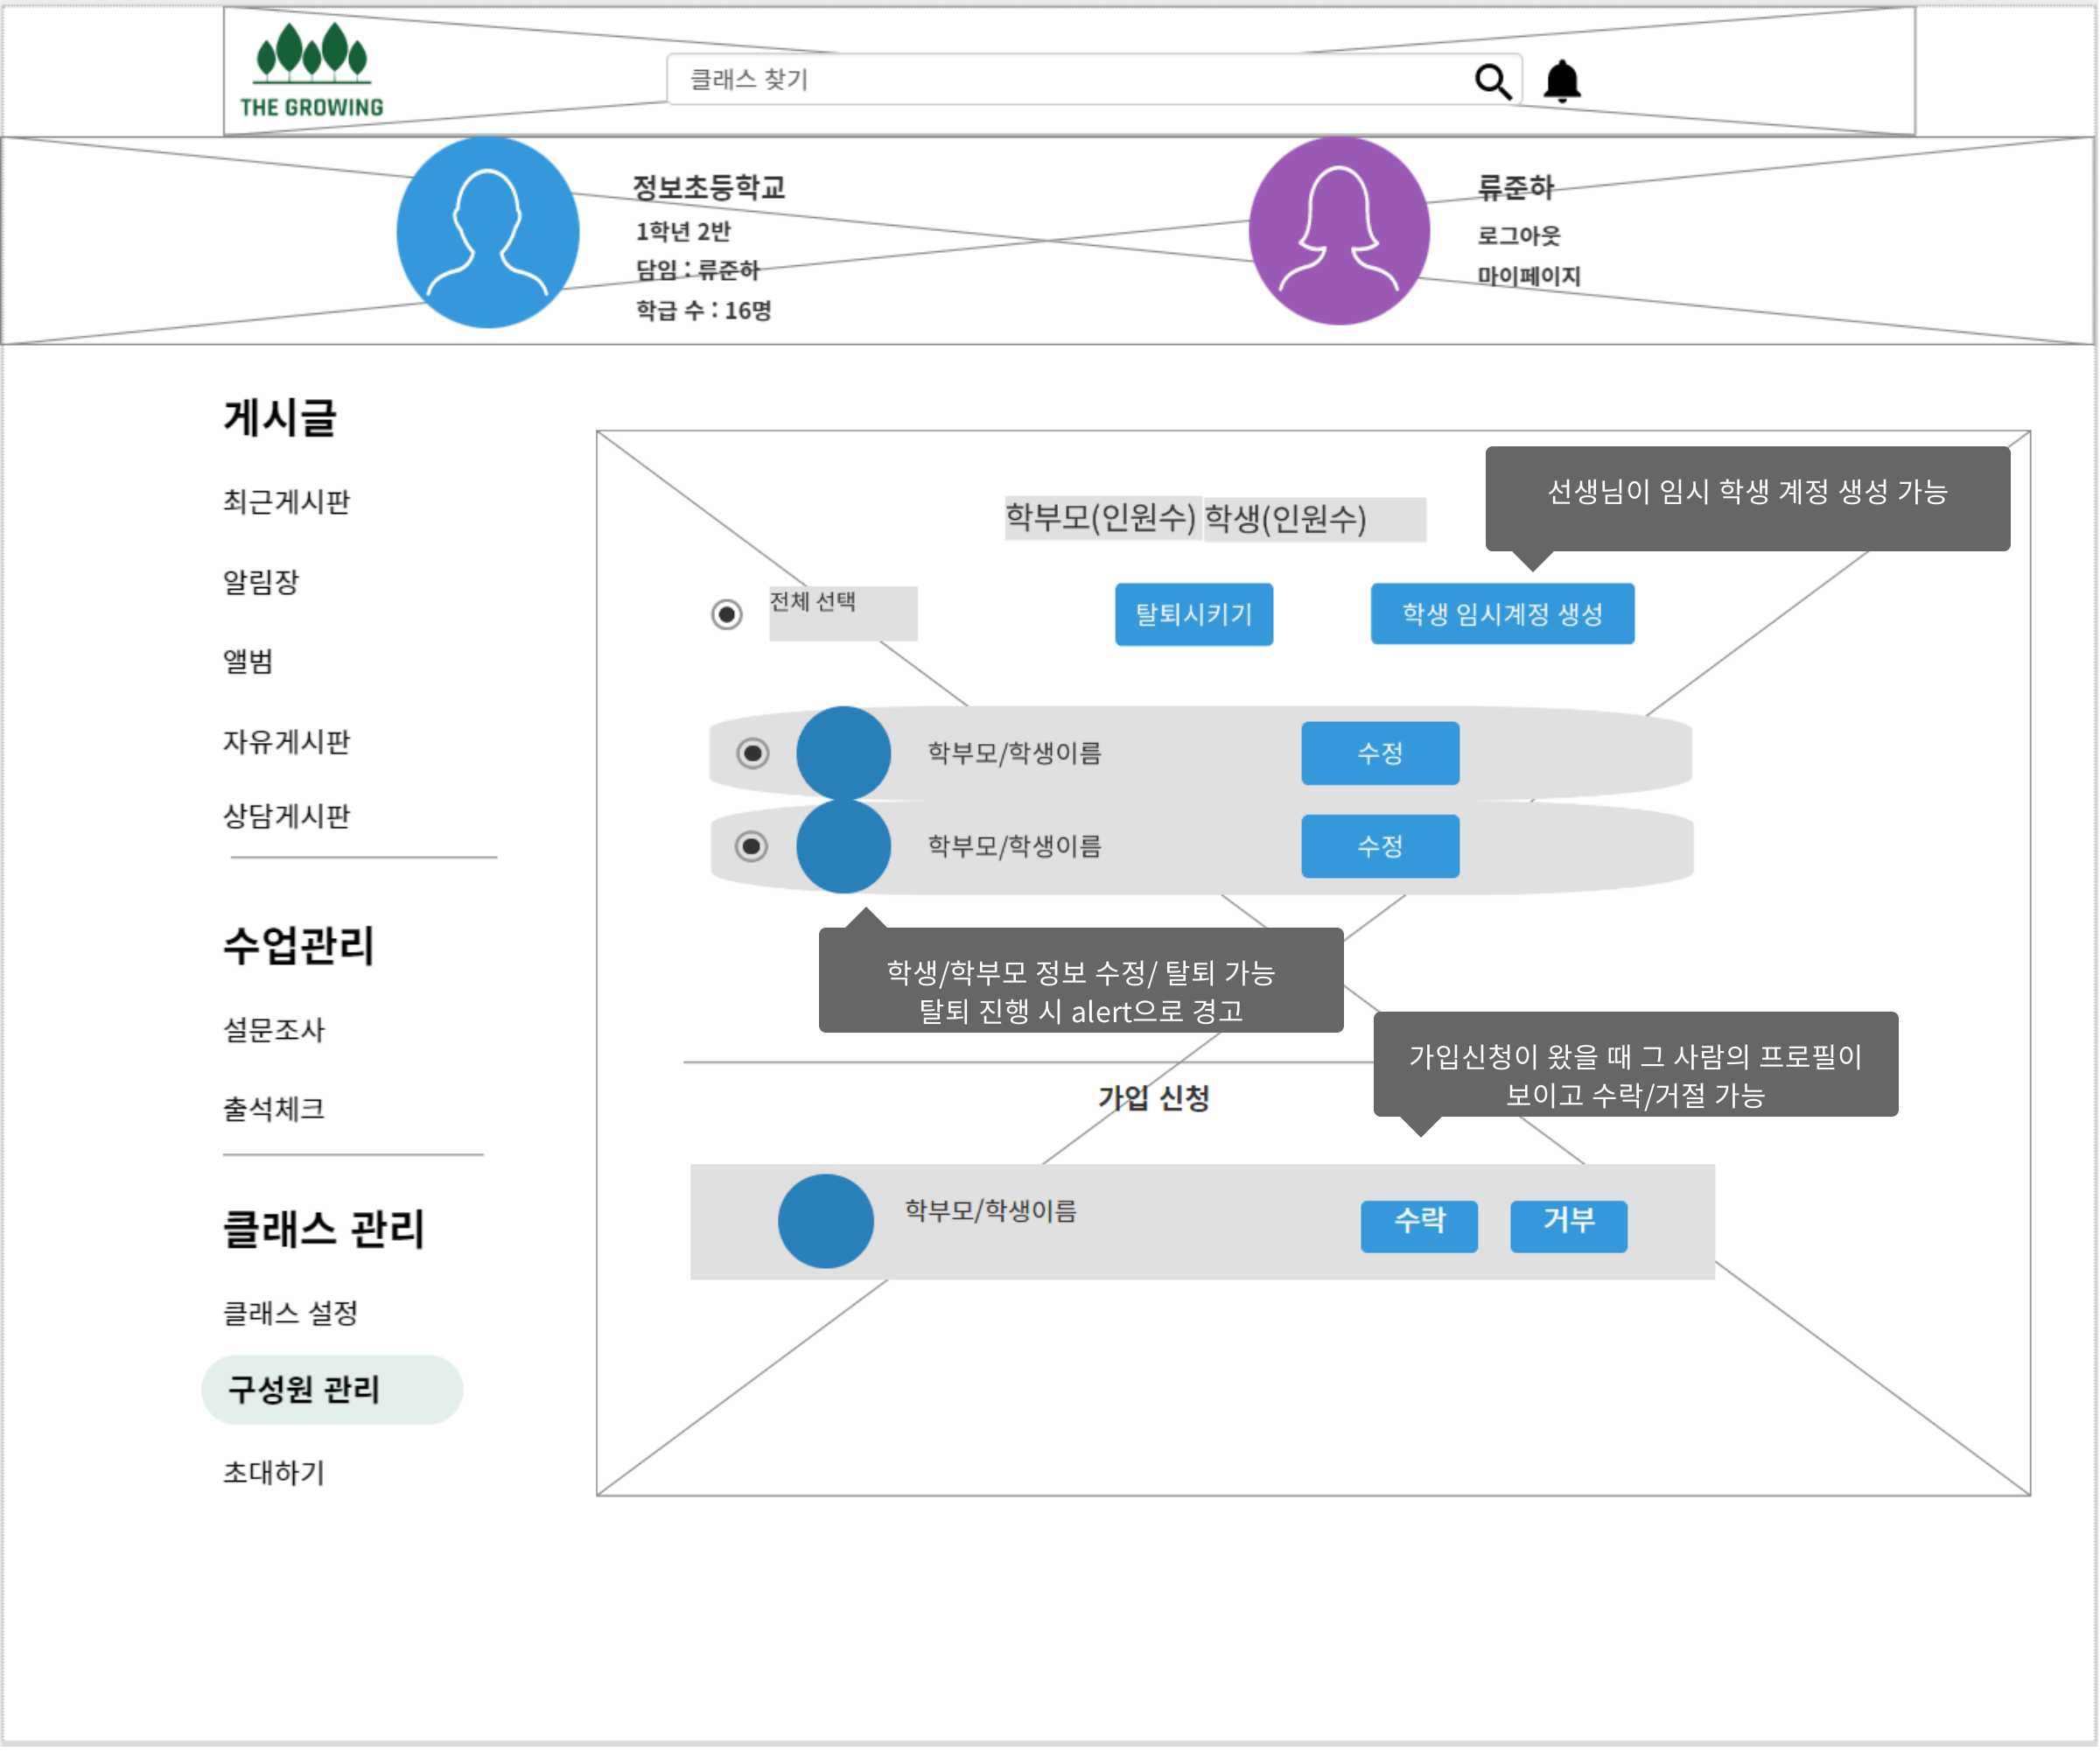 THE GROWING
클래스 찾기
정보초등학교
1학년 2반
담임 : 류준하
학급 수 : 16명
류준하
로그아웃
마이페이지
게시글
최근게시판
알림장
앨범
자유게시판
상담게시판
수업관리
설문조사
출석체크
클래스 관리
클래스 설정
구성원 관리
초대하기
선생님이 임시 학생 계정 생성 가능
학부모(인원수) 학생(인원수)
전체 선택
탈퇴시키기
학생 임시계정 생성
학부모/학생이름
수정
학부모/학생이름
수정
학생/학부모 정보 수정/ 탈퇴 가능
탈퇴 진행 시 alert으로 경고
가입신청이 왔을 때 그 사람의 프로필이
보이고 수락/거절 가능
가입 신청
학부모/학생이름
수락
거부